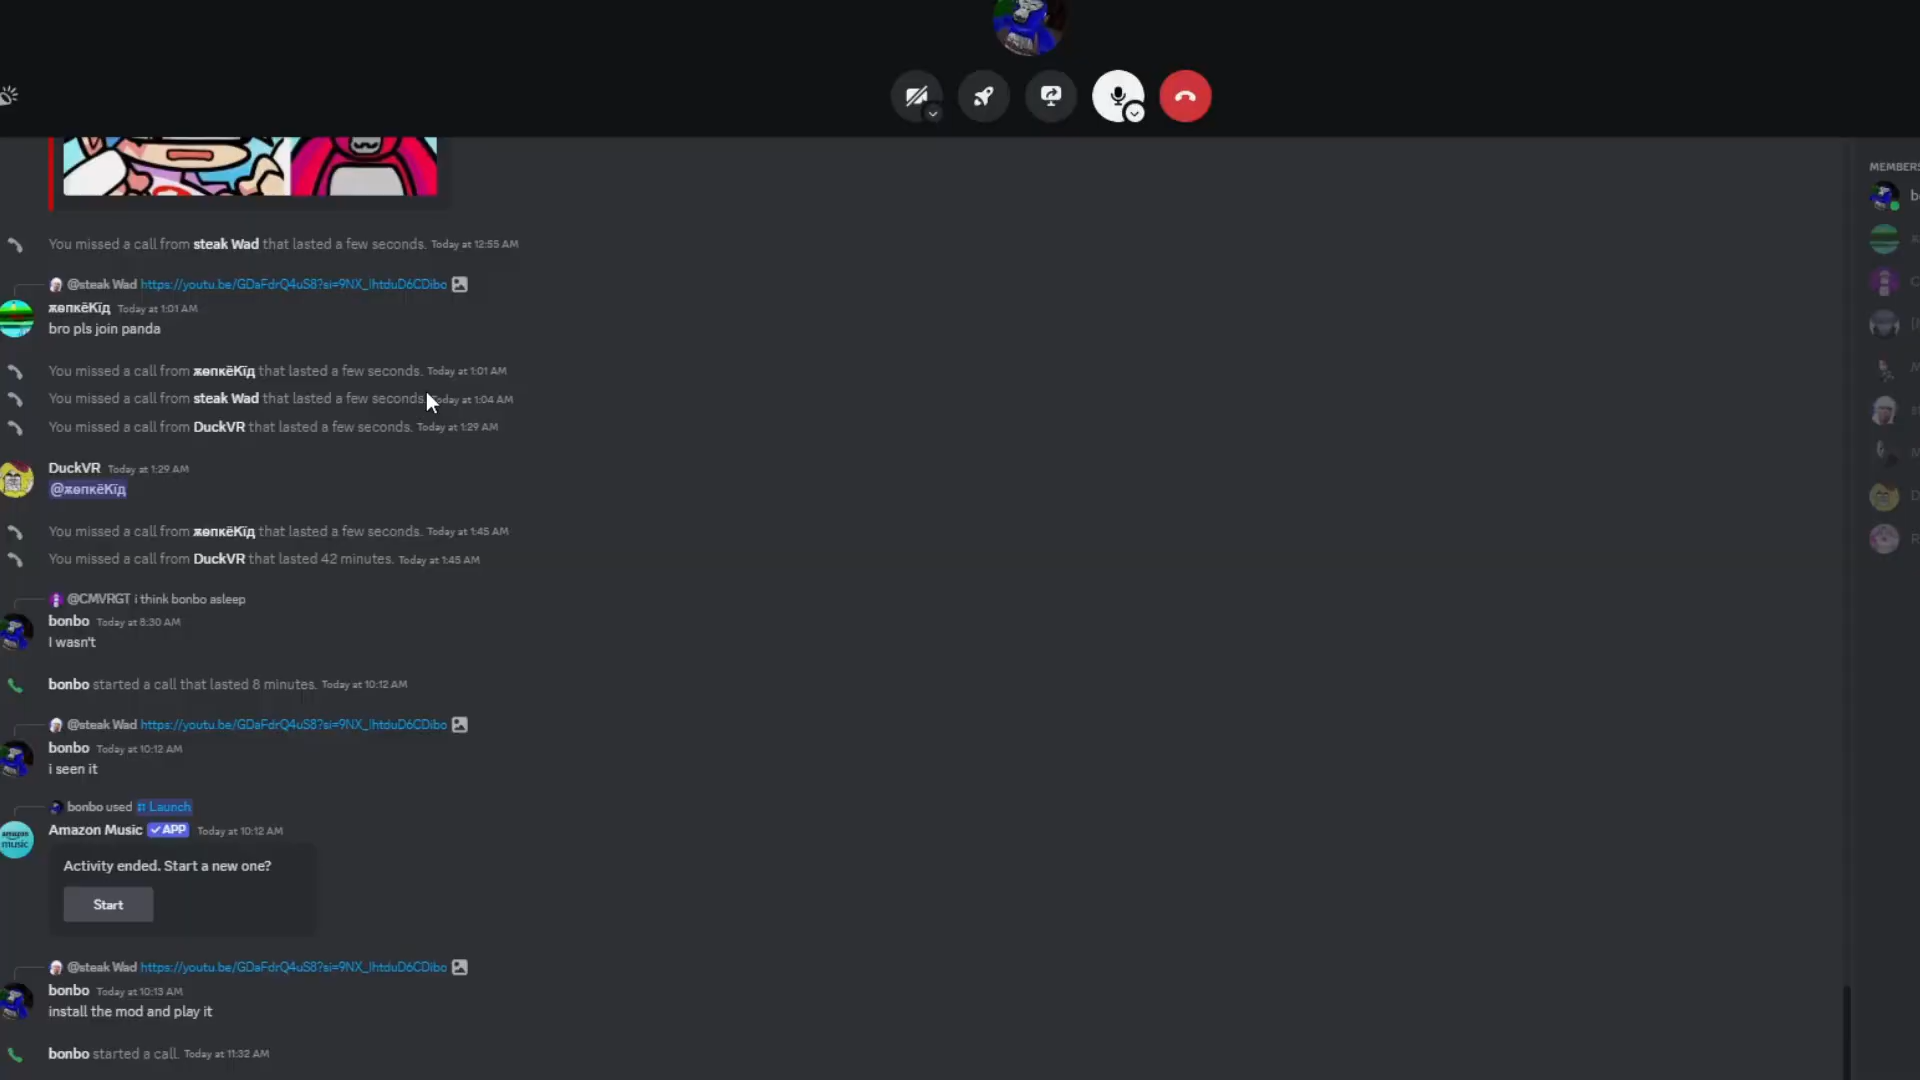 MEMBERS
You missed a call from steak Wad that lasted a few seconds. Today at 12:55 AM
@steak Wad https://youtu.be/GDaFdrQ4uS8?si=9NX_lhtduD6CDibo
жөпкёКїд Today at 1:01 AM
bro pls join panda
You missed a call from жөпкёКїд that lasted a few seconds. Today at 1:01 AM
You missed a call from steak Wad that lasted a few seconds. Today at 1:04 AM
You missed a call from DuckVR that lasted a few seconds. Today at 1:29 AM
DuckVR Today at 1:29 AM
@жөпкёКїд
You missed a call from жөпкёКїд that lasted a few seconds. Today at 1:45 AM
You missed a call from DuckVR that lasted 42 minutes. Today at 1:45 AM
@CMVRGT i think bonbo asleep
bonbo Today at 8:30 AM
I wasn't
bonbo started a call that lasted 8 minutes. Today at 10:12 AM
@steak Wad https://youtu.be/GDaFdrQ4uS8?si=9NX_lhtduD6CDibo
bonbo Today at 10:12 AM
i seen it
bonbo used Launch
Amazon Music APP Today at 10:12 AM
amazon music
Activity ended. Start a new one?
Start
@steak Wad https://youtu.be/GDaFdrQ4uS8?si=9NX_lhtduD6CDibo
bonbo Today at 10:13 AM
install the mod and play it
bonbo started a call. Today at 11:32 AM